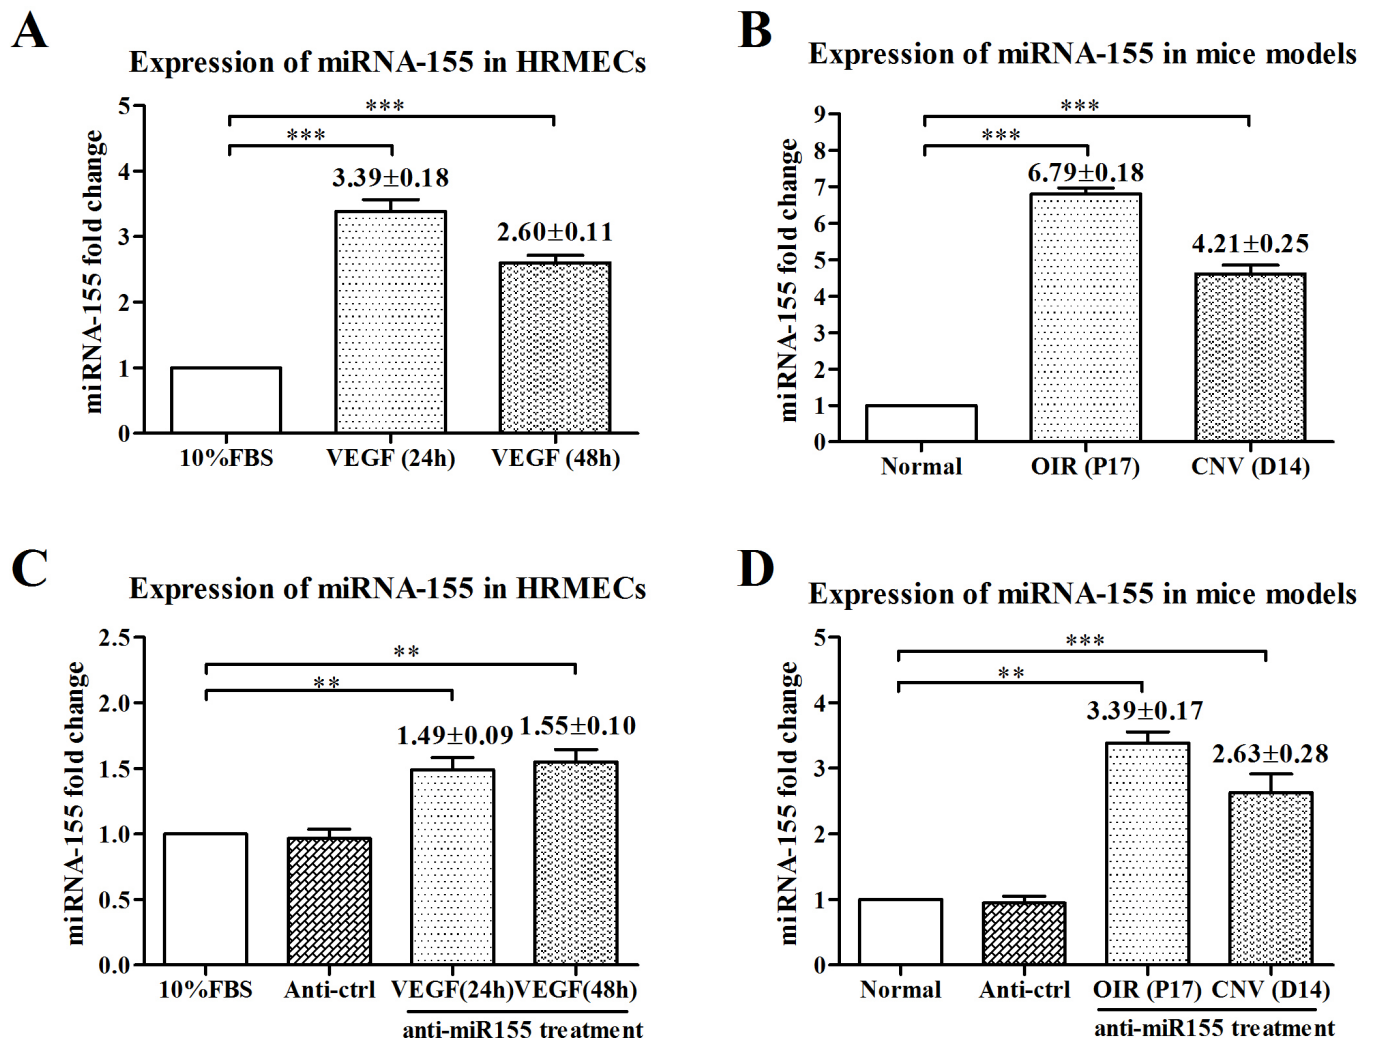 A
Expression of miRNA-155 in HRMECs
miRNA-155 fold change
5
4
3
2
1
0
***
***
3.39±0.18
2.60±0.11
10%FBS
VEGF (24h)
VEGF (48h)
B
Expression of miRNA-155 in mice models
miRNA-155 fold change
9
8
7
6
5
4
3
2
1
0
***
***
6.79±0.18
4.21±0.25
Normal
OIR (P17)
CNV (D14)
C
Expression of miRNA-155 in HRMECs
miRNA-155 fold change
2.5
2.0
1.5
1.0
0.5
0.0
**
**
1.49±0.09
1.55±0.10
10%FBS
Anti-ctrl
VEGF(24h)
VEGF(48h)
anti-miR155 treatment
D
Expression of miRNA-155 in mice models
miRNA-155 fold change
5
4
3
2
1
0
***
**
3.39±0.17
2.63±0.28
Normal
Anti-ctrl
OIR (P17)
CNV (D14)
anti-miR155 treatment